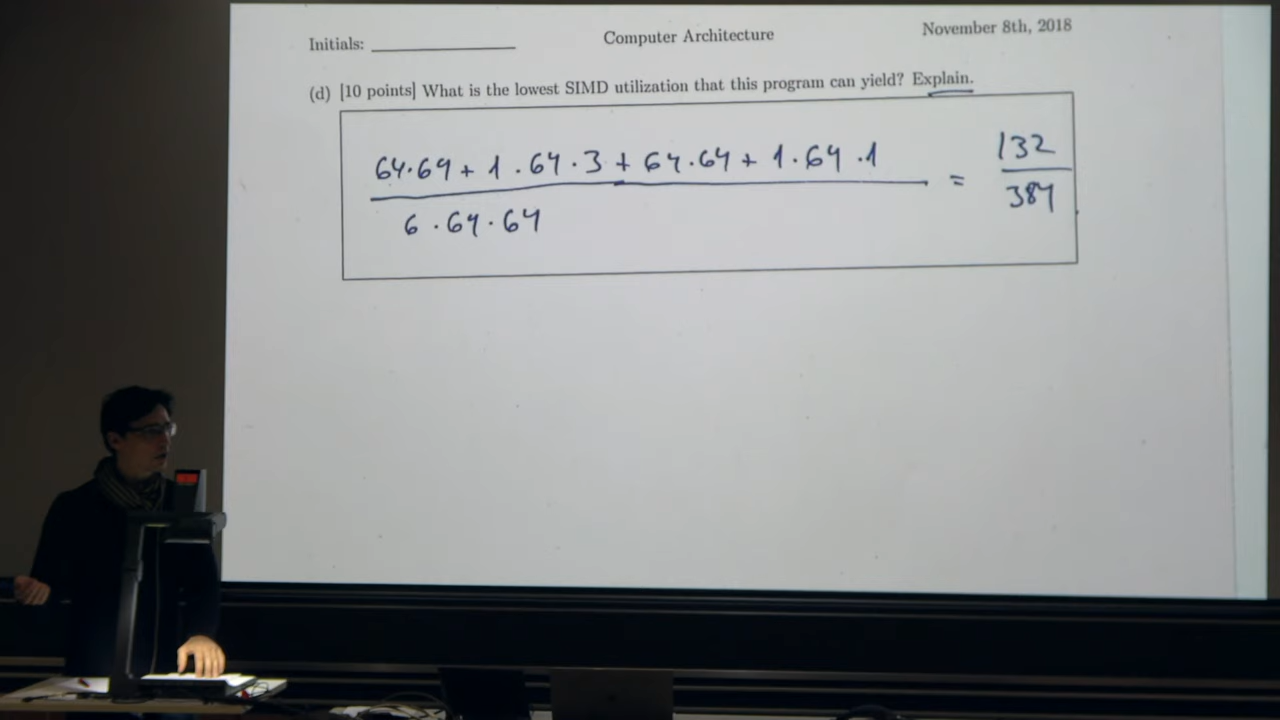 Initials: Computer Architecture November 8th, 2018
(d) [10 points] What is the lowest SIMD utilization that this program can yield? Explain.
64·64 + 1 · 64 · 3 + 64·64 + 1·64·1 = 132
6 · 64 · 64 384